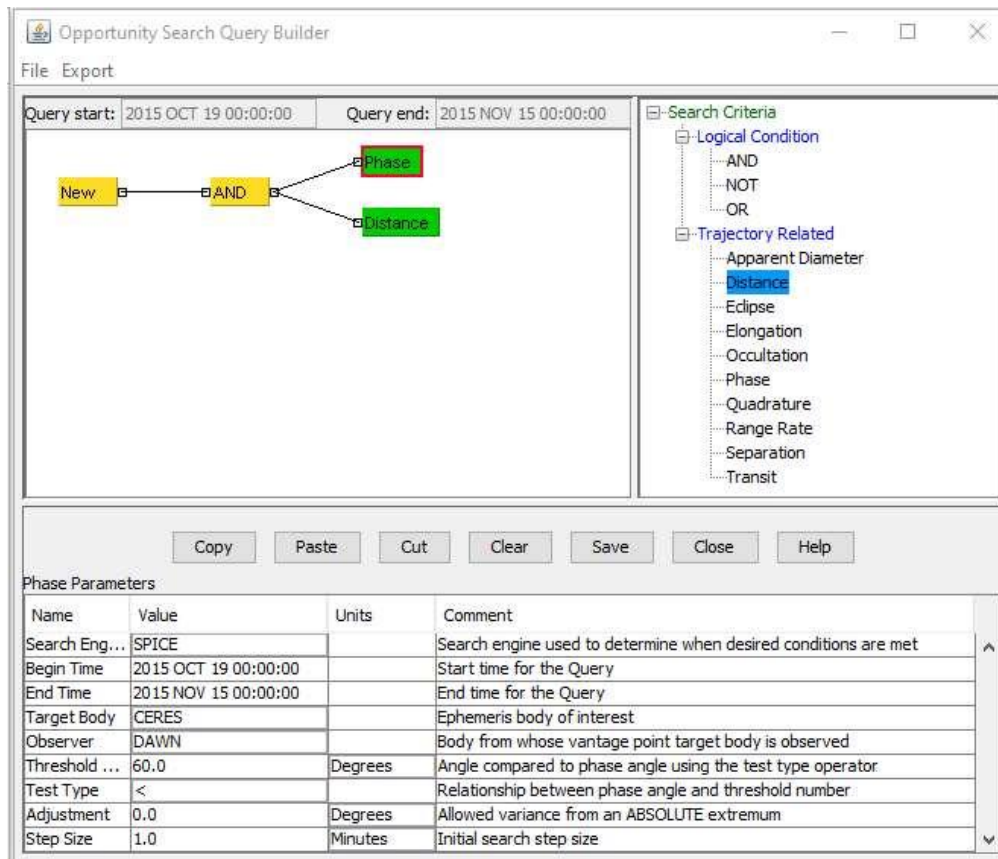 Opportunity Search Query Builder
File Export
Query start: 2015 OCT 19 00:00:00 Query end: 2015 NOV 15 00:00:00
New
AND
Phase
Distance
Search Criteria
Logical Condition
AND
NOT
OR
Trajectory Related
Apparent Diameter
Distance
Eclipse
Elongation
Occultation
Phase
Quadrature
Range Rate
Separation
Transit
Copy Paste Cut Clear Save Close Help
Phase Parameters
Name Value Units Comment
Search Eng... SPICE Search engine used to determine when desired conditions are met
Begin Time 2015 OCT 19 00:00:00 Start time for the Query
End Time 2015 NOV 15 00:00:00 End time for the Query
Target Body CERES Ephemeris body of interest
Observer DAWN Body from whose vantage point target body is observed
Threshold ... 60.0 Degrees Angle compared to phase angle using the test type operator
Test Type < Relationship between phase angle and threshold number
Adjustment 0.0 Degrees Allowed variance from an ABSOLUTE extremum
Step Size 1.0 Minutes Initial search step size